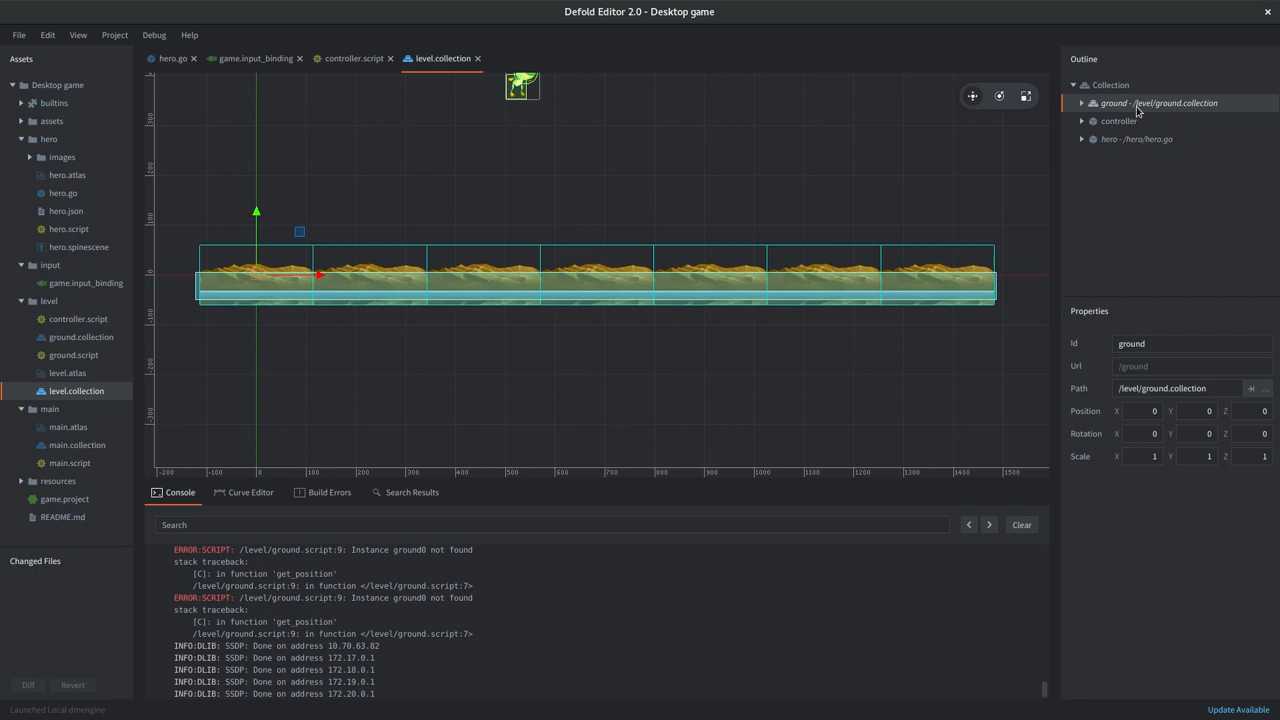 Defold Editor 2.0 - Desktop game
File Edit View Project Debug Help
Assets
Desktop game
builtins
assets
hero
images
hero.atlas
hero.go
hero.json
hero.script
hero.spinescene
input
game.input_binding
level
controller.script
ground.collection
ground.script
level.atlas
level.collection
main
main.atlas
main.collection
main.script
resources
game.project
README.md
Changed Files
Diff Revert
Launched Local dmengine
hero.go game.input_binding controller.script level.collection
300
200
100
0
-100
-200
-300
-200 -100 0 100 200 300 400 500 600 700 800 900 1000 1100 1200 1300 1400 1500
Console Curve Editor Build Errors Search Results
Search
Clear
ERROR:SCRIPT: /level/ground.script:9: Instance ground0 not found
stack traceback:
[C]: in function 'get_position'
/level/ground.script:9: in function </level/ground.script:7>
ERROR:SCRIPT: /level/ground.script:9: Instance ground0 not found
stack traceback:
[C]: in function 'get_position'
/level/ground.script:9: in function </level/ground.script:7>
INFO:DLIB: SSDP: Done on address 10.70.63.82
INFO:DLIB: SSDP: Done on address 172.17.0.1
INFO:DLIB: SSDP: Done on address 172.18.0.1
INFO:DLIB: SSDP: Done on address 172.19.0.1
INFO:DLIB: SSDP: Done on address 172.20.0.1
Outline
Collection
ground - /level/ground.collection
controller
hero - /hero/hero.go
Properties
Id ground
Url /ground
Path /level/ground.collection ...
Position X 0 Y 0 Z 0
Rotation X 0 Y 0 Z 0
Scale X 1 Y 1 Z 1
Update Available